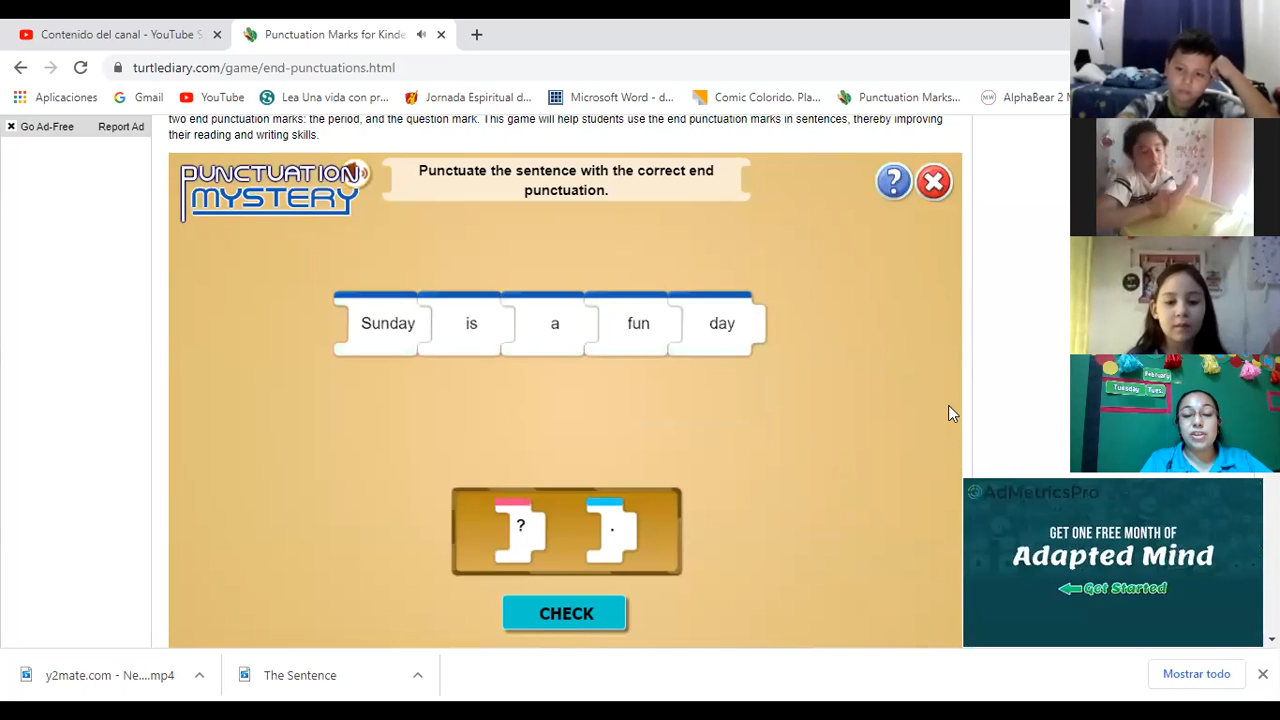 Contenido del canal - YouTube S
Punctuation Marks for Kinde
turtlediary.com/game/end-punctuations.html
Aplicaciones Gmail YouTube Lea Una vida con pr... Jornada Espiritual d... Microsoft Word - d... Comic Colorido. Pla... Punctuation Marks... AlphaBear 2 M
Go Ad-Free Report Ad
two end punctuation marks: the period, and the question mark. This game will help students use the end punctuation marks in sentences, thereby improving
their reading and writing skills.
PUNCTUATION
MYSTERY
Punctuate the sentence with the correct end
punctuation.
?
Sunday is a fun day
? .
CHECK
February
Tuesday Tues.
AdMetricsPro
GET ONE FREE MONTH OF
Adapted Mind
Get Started
y2mate.com - Ne....mp4
The Sentence
Mostrar todo